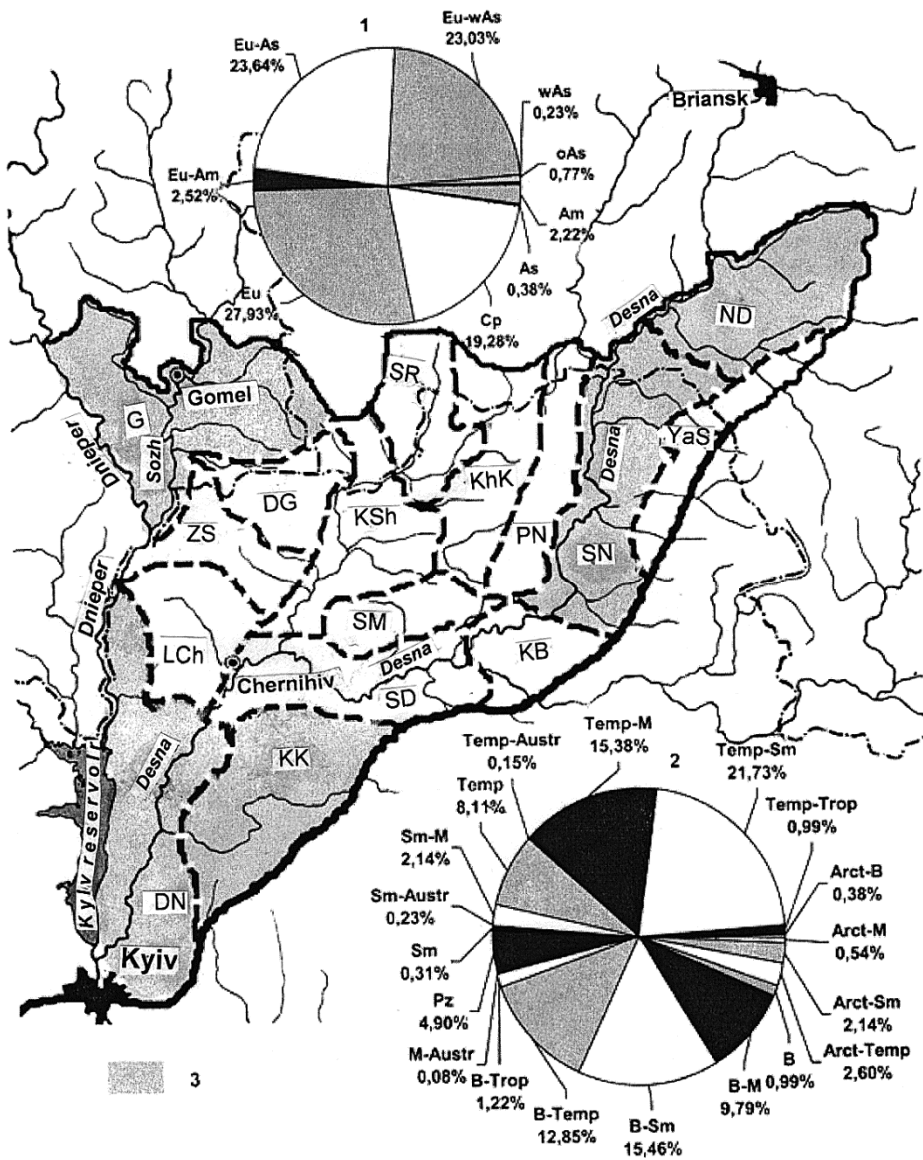 1
Eu-As
23,64%
Eu-wAs
23,03%
wAs
0,23%
oAs
0,77%
Am
2,22%
As
0,38%
Cp
19,28%
Eu
27,93%
Eu-Am
2,52%
Briansk
Desna
ND
SR
Gomel
G
Sozh
Dnieper
YaS
Desna
KhK
DG
KSh
ZS
PN
SN
Dnieper
SM
LCh
Desna
KB
Chernihiv
SD
KK
Desna
Kyiv reservoir
DN
Kyiv
2
Temp-Austr
0,15%
Temp-M
15,38%
Temp-Sm
21,73%
Temp
8,11%
Temp-Trop
0,99%
Sm-M
2,14%
Arct-B
0,38%
Sm-Austr
0,23%
Arct-M
0,54%
Sm
0,31%
Arct-Sm
2,14%
Pz
4,90%
Arct-Temp
2,60%
M-Austr
0,08%
B
0,99%
B-Trop
1,22%
B-M
9,79%
B-Temp
12,85%
B-Sm
15,46%
3